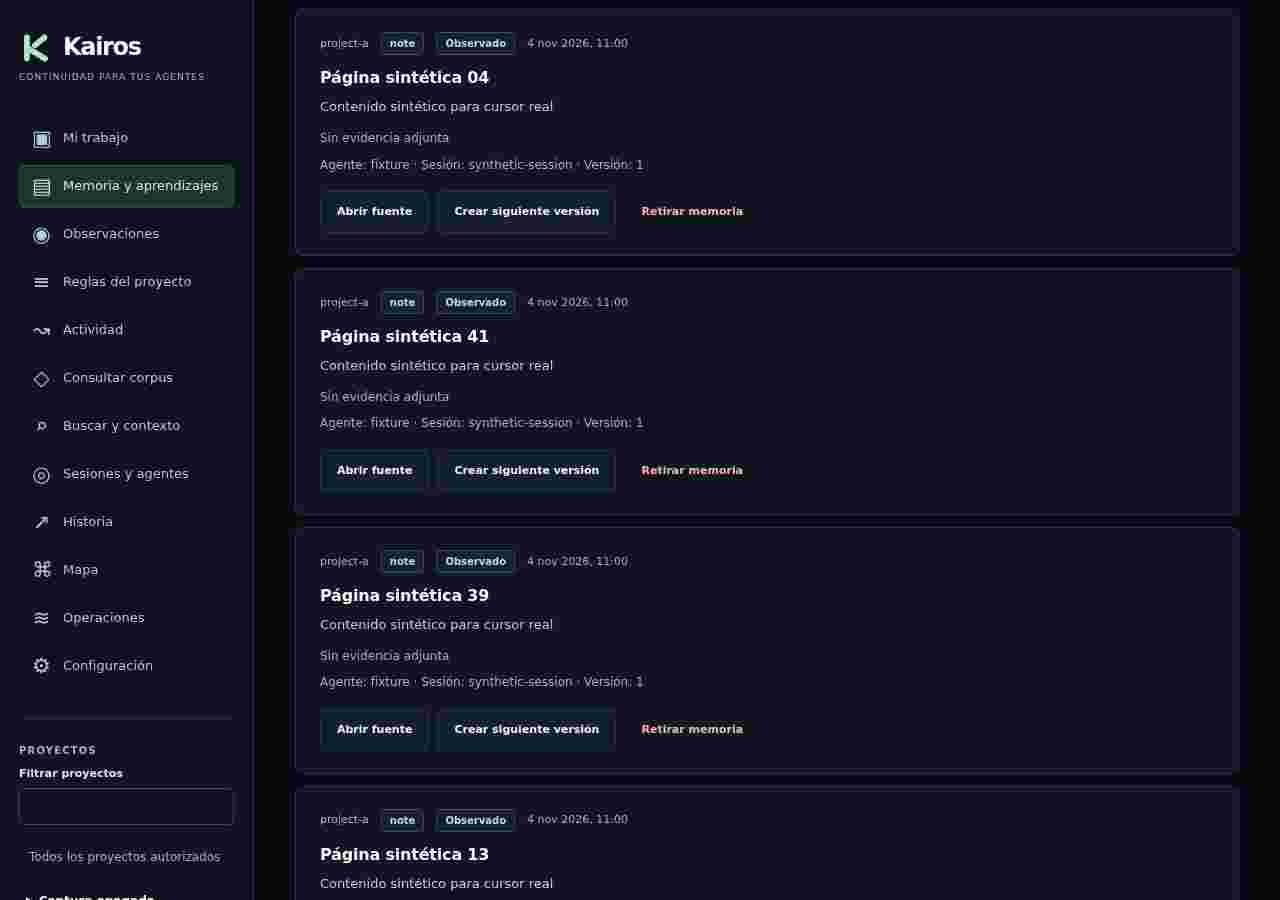 Kairos
CONTINUIDAD PARA TUS AGENTES
Mi trabajo
Memoria y aprendizajes
Observaciones
Reglas del proyecto
Actividad
Consultar corpus
Buscar y contexto
Sesiones y agentes
Historia
Mapa
Operaciones
Configuración
PROYECTOS
Filtrar proyectos
Todos los proyectos autorizados
project-a note Observado 4 nov 2026, 11:00
Página sintética 04
Contenido sintético para cursor real
Sin evidencia adjunta
Agente: fixture · Sesión: synthetic-session · Versión: 1
Abrir fuente Crear siguiente versión Retirar memoria
project-a note Observado 4 nov 2026, 11:00
Página sintética 41
Contenido sintético para cursor real
Sin evidencia adjunta
Agente: fixture · Sesión: synthetic-session · Versión: 1
Abrir fuente Crear siguiente versión Retirar memoria
project-a note Observado 4 nov 2026, 11:00
Página sintética 39
Contenido sintético para cursor real
Sin evidencia adjunta
Agente: fixture · Sesión: synthetic-session · Versión: 1
Abrir fuente Crear siguiente versión Retirar memoria
project-a note Observado 4 nov 2026, 11:00
Página sintética 13
Contenido sintético para cursor real